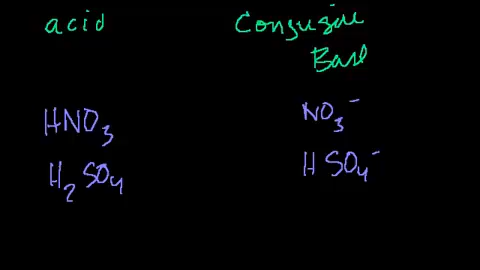 acid Conjugate
Base
HNO₃ NO₃⁻
H₂SO₄ HSO₄⁻